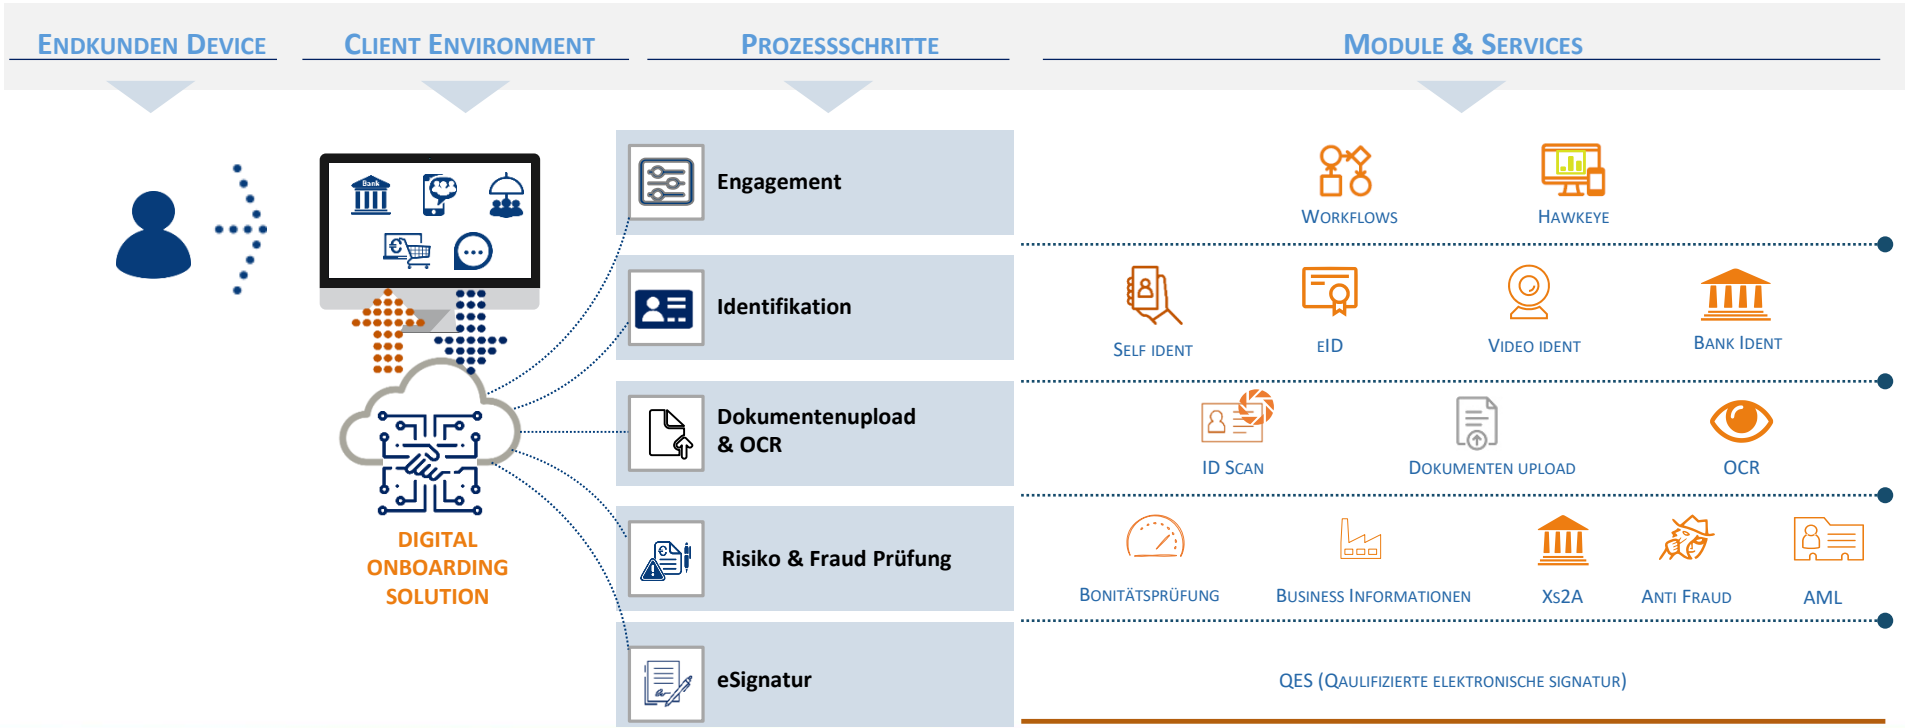 ENDKUNDEN DEVICE
CLIENT ENVIRONMENT
PROZESSSCHRITTE
MODULE & SERVICES
Bank
Engagement
WORKFLOWS
HAWKEYE
Identifikation
SELF IDENT
EID
VIDEO IDENT
BANK IDENT
Dokumentenupload
& OCR
ID SCAN
DOKUMENTEN UPLOAD
OCR
DIGITAL
ONBOARDING
SOLUTION
Risiko & Fraud Prüfung
BONITÄTSPRÜFUNG
BUSINESS INFORMATIONEN
XS2A
ANTI FRAUD
AML
eSignatur
QES (QAULIFIZIERTE ELEKTRONISCHE SIGNATUR)